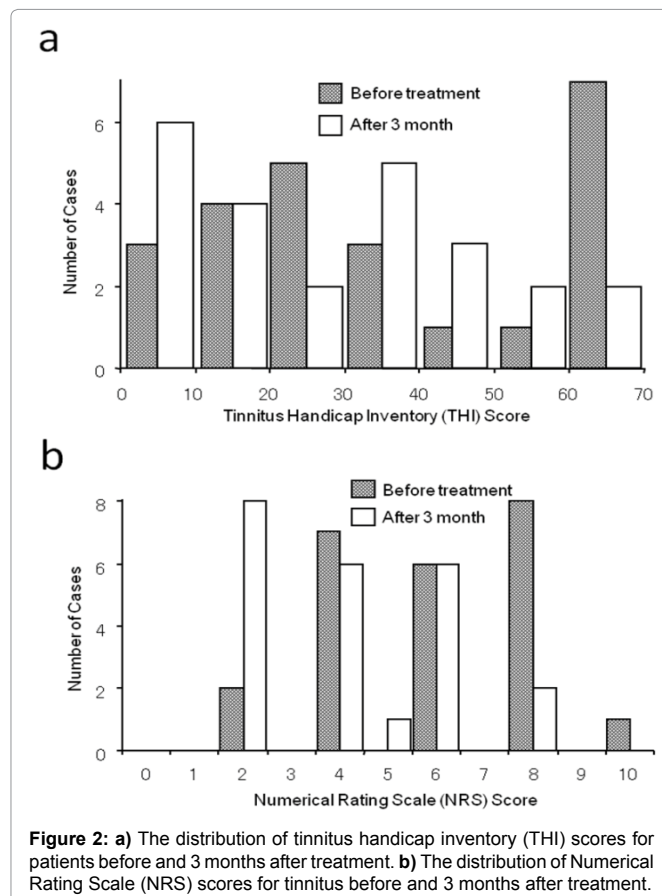 a
Before treatment
After 3 month
Number of Cases
6
4
2
0
0 10 20 30 40 50 60 70
Tinnitus Handicap Inventory (THI) Score
b
Before treatment
After 3 month
Number of Cases
8
6
4
2
0
0 1 2 3 4 5 6 7 8 9 10
Numerical Rating Scale (NRS) Score
Figure 2: a) The distribution of tinnitus handicap inventory (THI) scores for
patients before and 3 months after treatment. b) The distribution of Numerical
Rating Scale (NRS) scores for tinnitus before and 3 months after treatment.